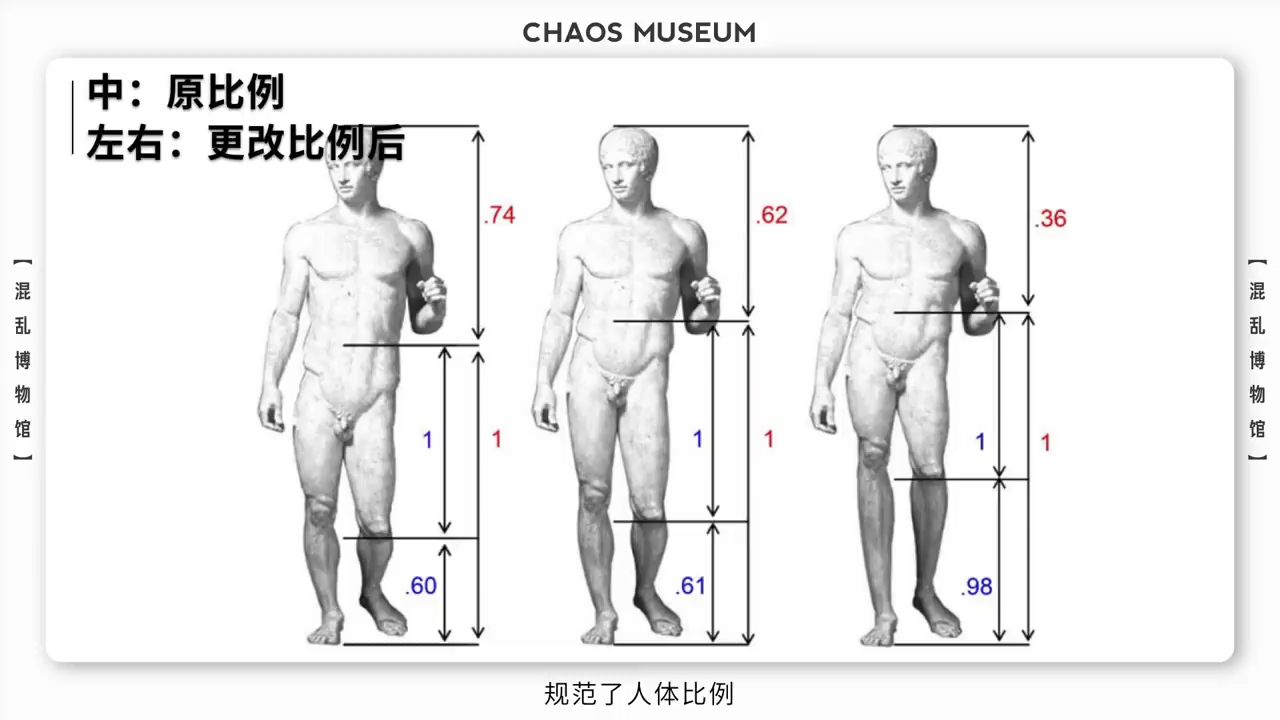 CHAOS MUSEUM
中：原比例
左右：更改比例后
.74
.62
.36
1
1
1
1
1
1
.60
.61
.98
【混乱博物馆】
【混乱博物馆】
规范了人体比例